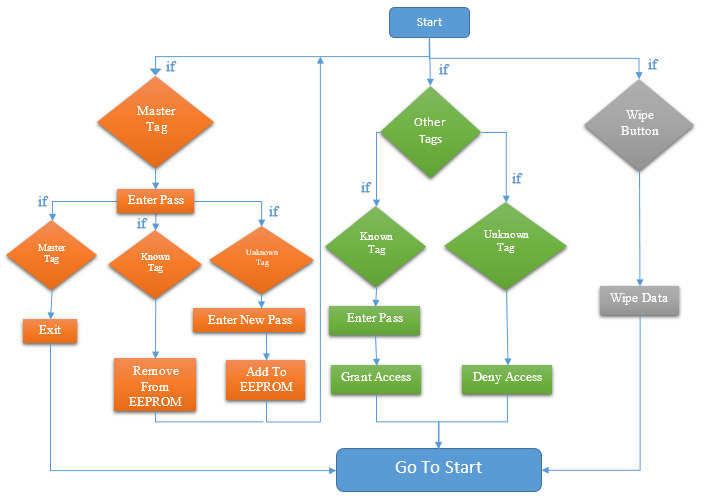 Start
if
if
if
Master
Tag
Other
Tags
Wipe
Button
if
Enter Pass
if
if
if
if
Master
Tag
Known
Tag
Unknown
Tag
Known
Tag
Unknown
Tag
Wipe Data
Exit
Enter New Pass
Enter Pass
Remove
From
EEPROM
Add To
EEPROM
Grant Access
Deny Access
Go To Start